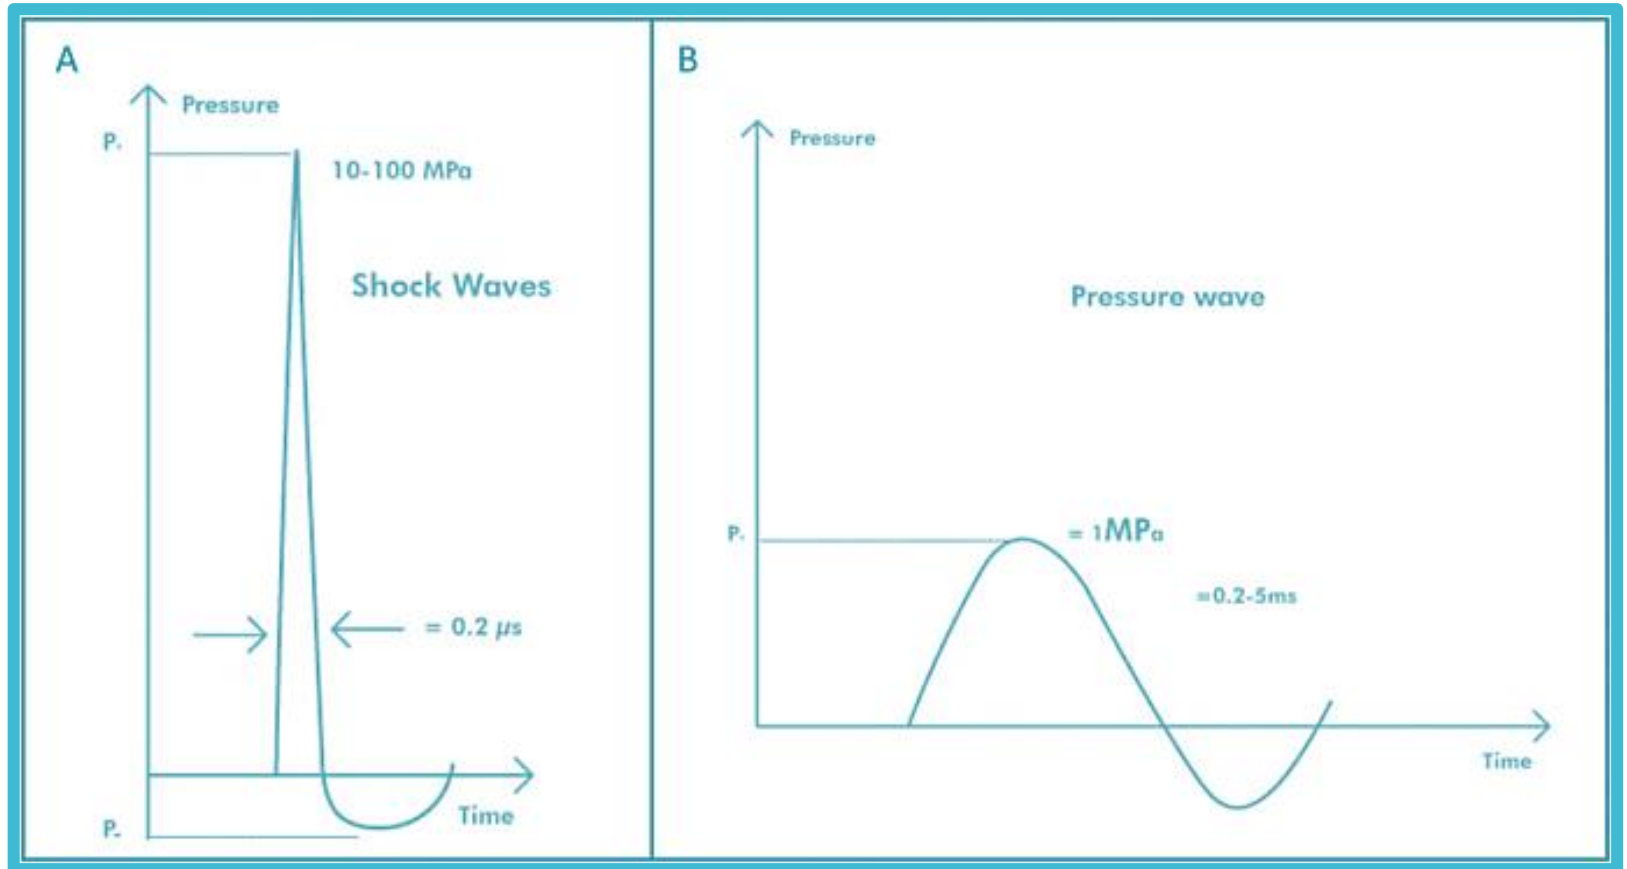 A
Pressure
P.
10-100 MPa
Shock Waves
= 0.2 µs
Time
P-
B
Pressure
Pressure wave
P.
= 1MPa
=0.2-5ms
Time